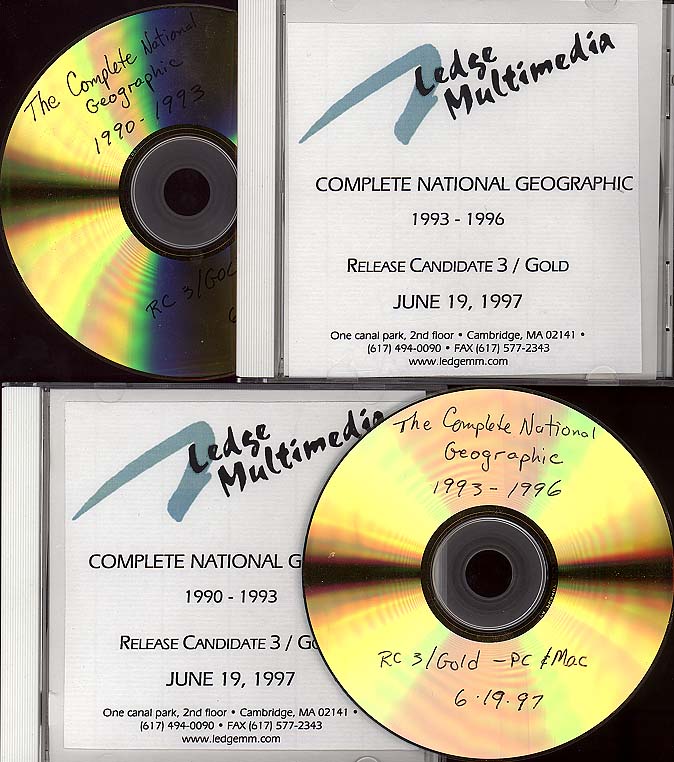 The Complete National
Geographic
1990-1993
RC 3/GOL
6
Ledge
Multimedia
COMPLETE NATIONAL GEOGRAPHIC
1993 - 1996
RELEASE CANDIDATE 3 / GOLD
JUNE 19, 1997
One canal park, 2nd floor • Cambridge, MA 02141 •
(617) 494-0090 • FAX (617) 577-2343
www.ledgemm.com
Ledge
Multimedia
COMPLETE NATIONAL G
1990 - 1993
RELEASE CANDIDATE 3 / GO
JUNE 19, 1997
One canal park, 2nd floor • Cambridge, MA 02141 •
(617) 494-0090 • FAX (617) 577-2343
www.ledgemm.com
The Complete National
Geographic
1993-1996
RC 3/Gold - PC & Mac
6.19.97